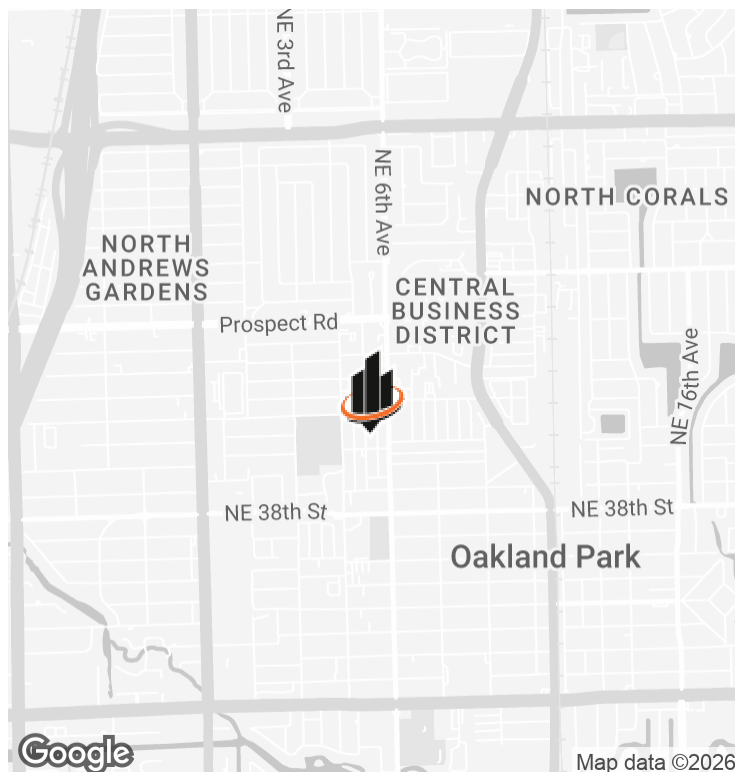 NE 3rd Ave
NE 6th Ave
NORTH CORALS
NORTH
ANDREWS
GARDENS
CENTRAL
BUSINESS
DISTRICT
Prospect Rd
NE 16th Ave
NE 38th St
NE 38th St
Oakland Park
Google
Map data ©2026